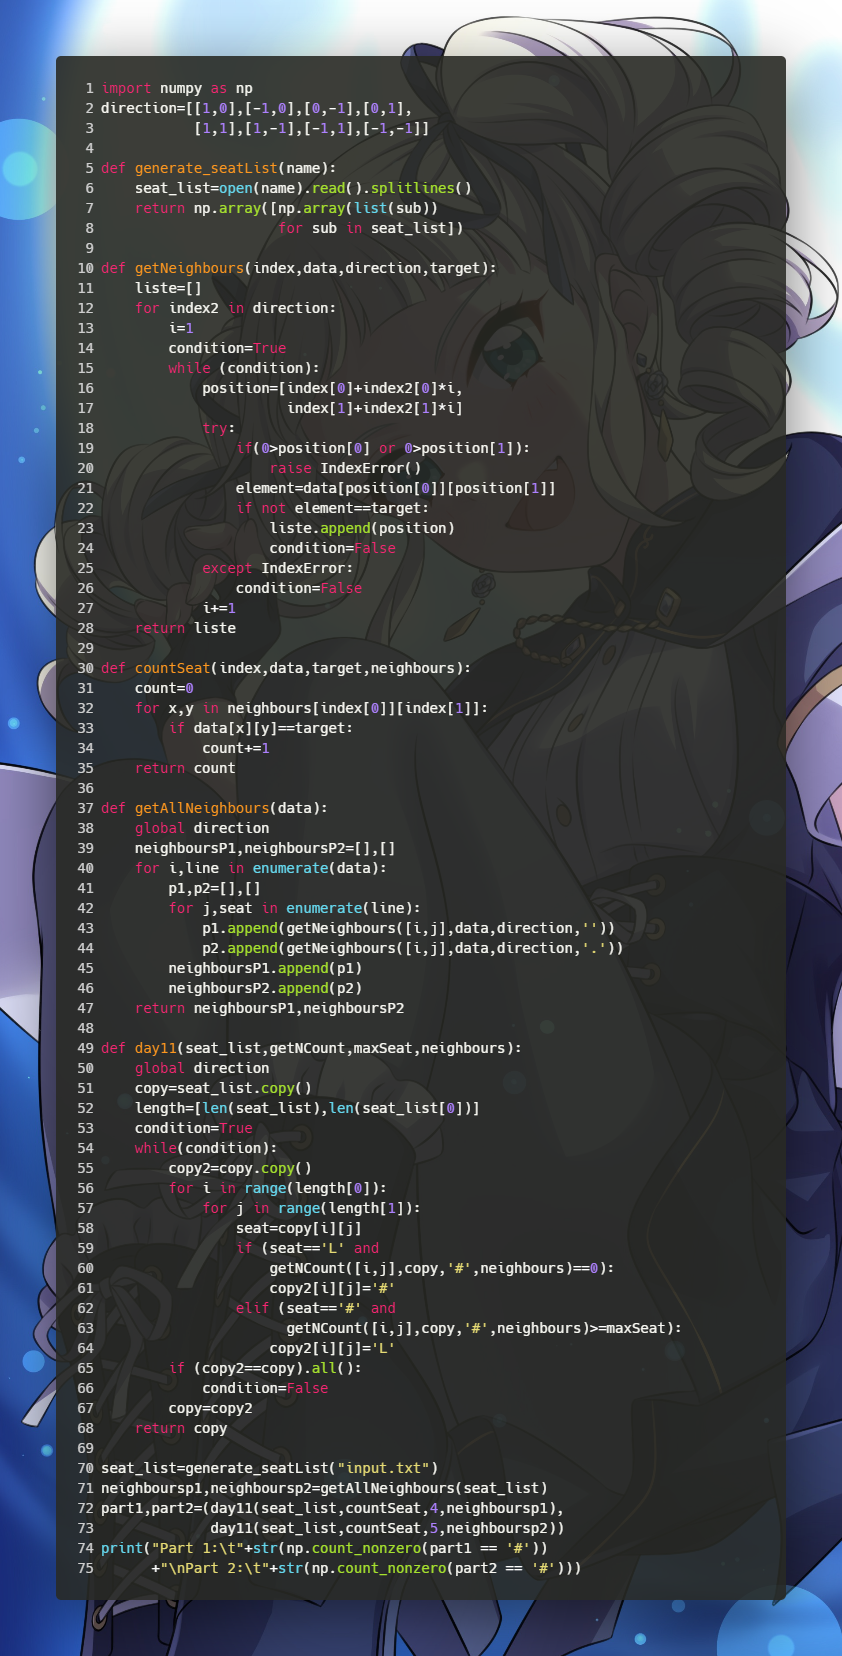 1 import numpy as np
2 direction=[[1,0],[-1,0],[0,-1],[0,1],
3            [1,1],[1,-1],[-1,1],[-1,-1]]
4
5 def generate_seatList(name):
6     seat_list=open(name).read().splitlines()
7     return np.array([np.array(list(sub))
8                      for sub in seat_list])
9
10 def getNeighbours(index,data,direction,target):
11     liste=[]
12     for index2 in direction:
13         i=1
14         condition=True
15         while (condition):
16             position=[index[0]+index2[0]*i,
17                       index[1]+index2[1]*i]
18             try:
19                 if(0>position[0] or 0>position[1]):
20                     raise IndexError()
21                 element=data[position[0]][position[1]]
22                 if not element==target:
23                     liste.append(position)
24                     condition=False
25             except IndexError:
26                 condition=False
27             i+=1
28     return liste
29
30 def countSeat(index,data,target,neighbours):
31     count=0
32     for x,y in neighbours[index[0]][index[1]]:
33         if data[x][y]==target:
34             count+=1
35     return count
36
37 def getAllNeighbours(data):
38     global direction
39     neighboursP1,neighboursP2=[],[]
40     for i,line in enumerate(data):
41         p1,p2=[],[]
42         for j,seat in enumerate(line):
43             p1.append(getNeighbours([i,j],data,direction,''))
44             p2.append(getNeighbours([i,j],data,direction,'.'))
45         neighboursP1.append(p1)
46         neighboursP2.append(p2)
47     return neighboursP1,neighboursP2
48
49 def day11(seat_list,getNCount,maxSeat,neighbours):
50     global direction
51     copy=seat_list.copy()
52     length=[len(seat_list),len(seat_list[0])]
53     condition=True
54     while(condition):
55         copy2=copy.copy()
56         for i in range(length[0]):
57             for j in range(length[1]):
58                 seat=copy[i][j]
59                 if (seat=='L' and
60                     getNCount([i,j],copy,'#',neighbours)==0):
61                     copy2[i][j]='#'
62                 elif (seat=='#' and
63                       getNCount([i,j],copy,'#',neighbours)>=maxSeat):
64                     copy2[i][j]='L'
65         if (copy2==copy).all():
66             condition=False
67         copy=copy2
68     return copy
69
70 seat_list=generate_seatList("input.txt")
71 neighboursp1,neighboursp2=getAllNeighbours(seat_list)
72 part1,part2=(day11(seat_list,countSeat,4,neighboursp1),
73              day11(seat_list,countSeat,5,neighboursp2))
74 print("Part 1:\t"+str(np.count_nonzero(part1 == '#'))
75       +"\nPart 2:\t"+str(np.count_nonzero(part2 == '#')))